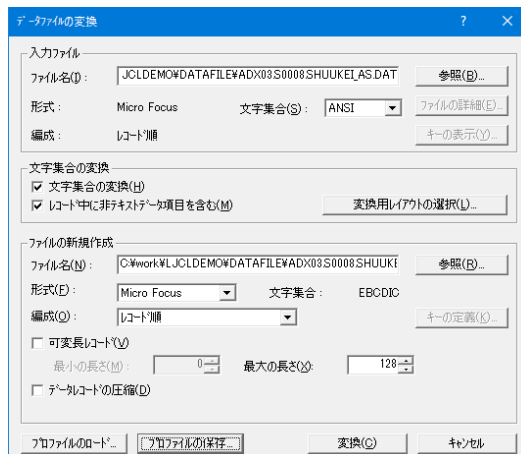 ﾃﾞｰﾀﾌｧｲﾙの変換
入力ﾌｧｲﾙ
ﾌｧｲﾙ名(I): JCLDEMO¥DATAFILE¥ADX03.S0008.SHUUKEI_AS.DAT 参照(B)...
形式: Micro Focus 文字集合(S): ANSI ﾌｧｲﾙの詳細(E)...
編成: ﾚｺｰﾄﾞ順 ｷｰの表示(Y)...
文字集合の変換
文字集合の変換(H)
ﾚｺｰﾄﾞ中に非ﾃｷｽﾄﾃﾞｰﾀ項目を含む(M) 変換用ﾚｲｱｳﾄの選択(L)...
ﾌｧｲﾙの新規作成
ﾌｧｲﾙ名(N): C:¥work¥LJCLDEMO¥DATAFILE¥ADX03.S0008.SHUUKE 参照(R)...
形式(F): Micro Focus 文字集合: EBCDIC
編成(O): ﾚｺｰﾄﾞ順 ｷｰの定義(K)...
可変長ﾚｺｰﾄﾞ(V)
最小の長さ(M): 0 最大の長さ(X): 128
ﾃﾞｰﾀﾚｺｰﾄﾞの圧縮(D)
ﾌﾟﾛﾌｧｲﾙのﾛｰﾄﾞ... ﾌﾟﾛﾌｧｲﾙの保存... 変換(C) ｷｬﾝｾﾙ